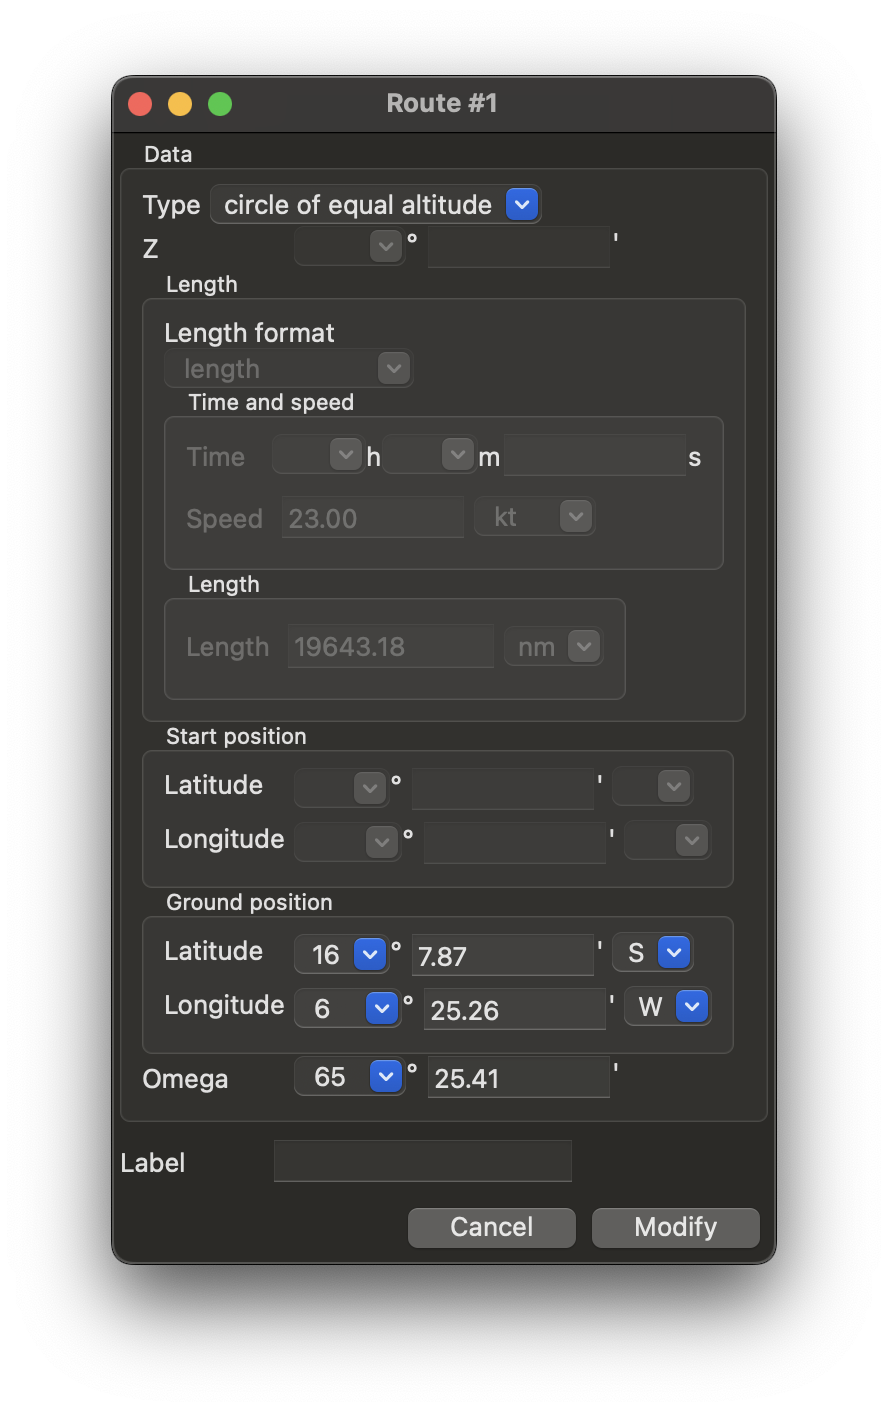 Route #1
Data
Type circle of equal altitude
Z ° '
Length
Length format
length
Time and speed
Time h m s
Speed 23.00 kt
Length
Length 19643.18 nm
Start position
Latitude ° '
Longitude ° '
Ground position
Latitude 16 ° 7.87 ' S
Longitude 6 ° 25.26 ' W
Omega 65 ° 25.41 '
Label
Cancel Modify